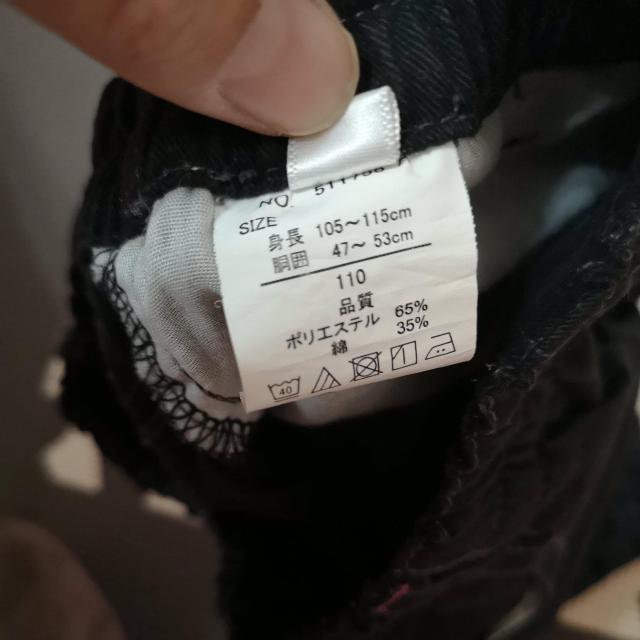 SIZE
身長 105～115cm
胴囲 47～ 53cm
110
品質
ポリエステル 65%
綿 35%
40